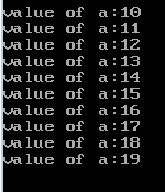 value of a:10
value of a:11
value of a:12
value of a:13
value of a:14
value of a:15
value of a:16
value of a:17
value of a:18
value of a:19